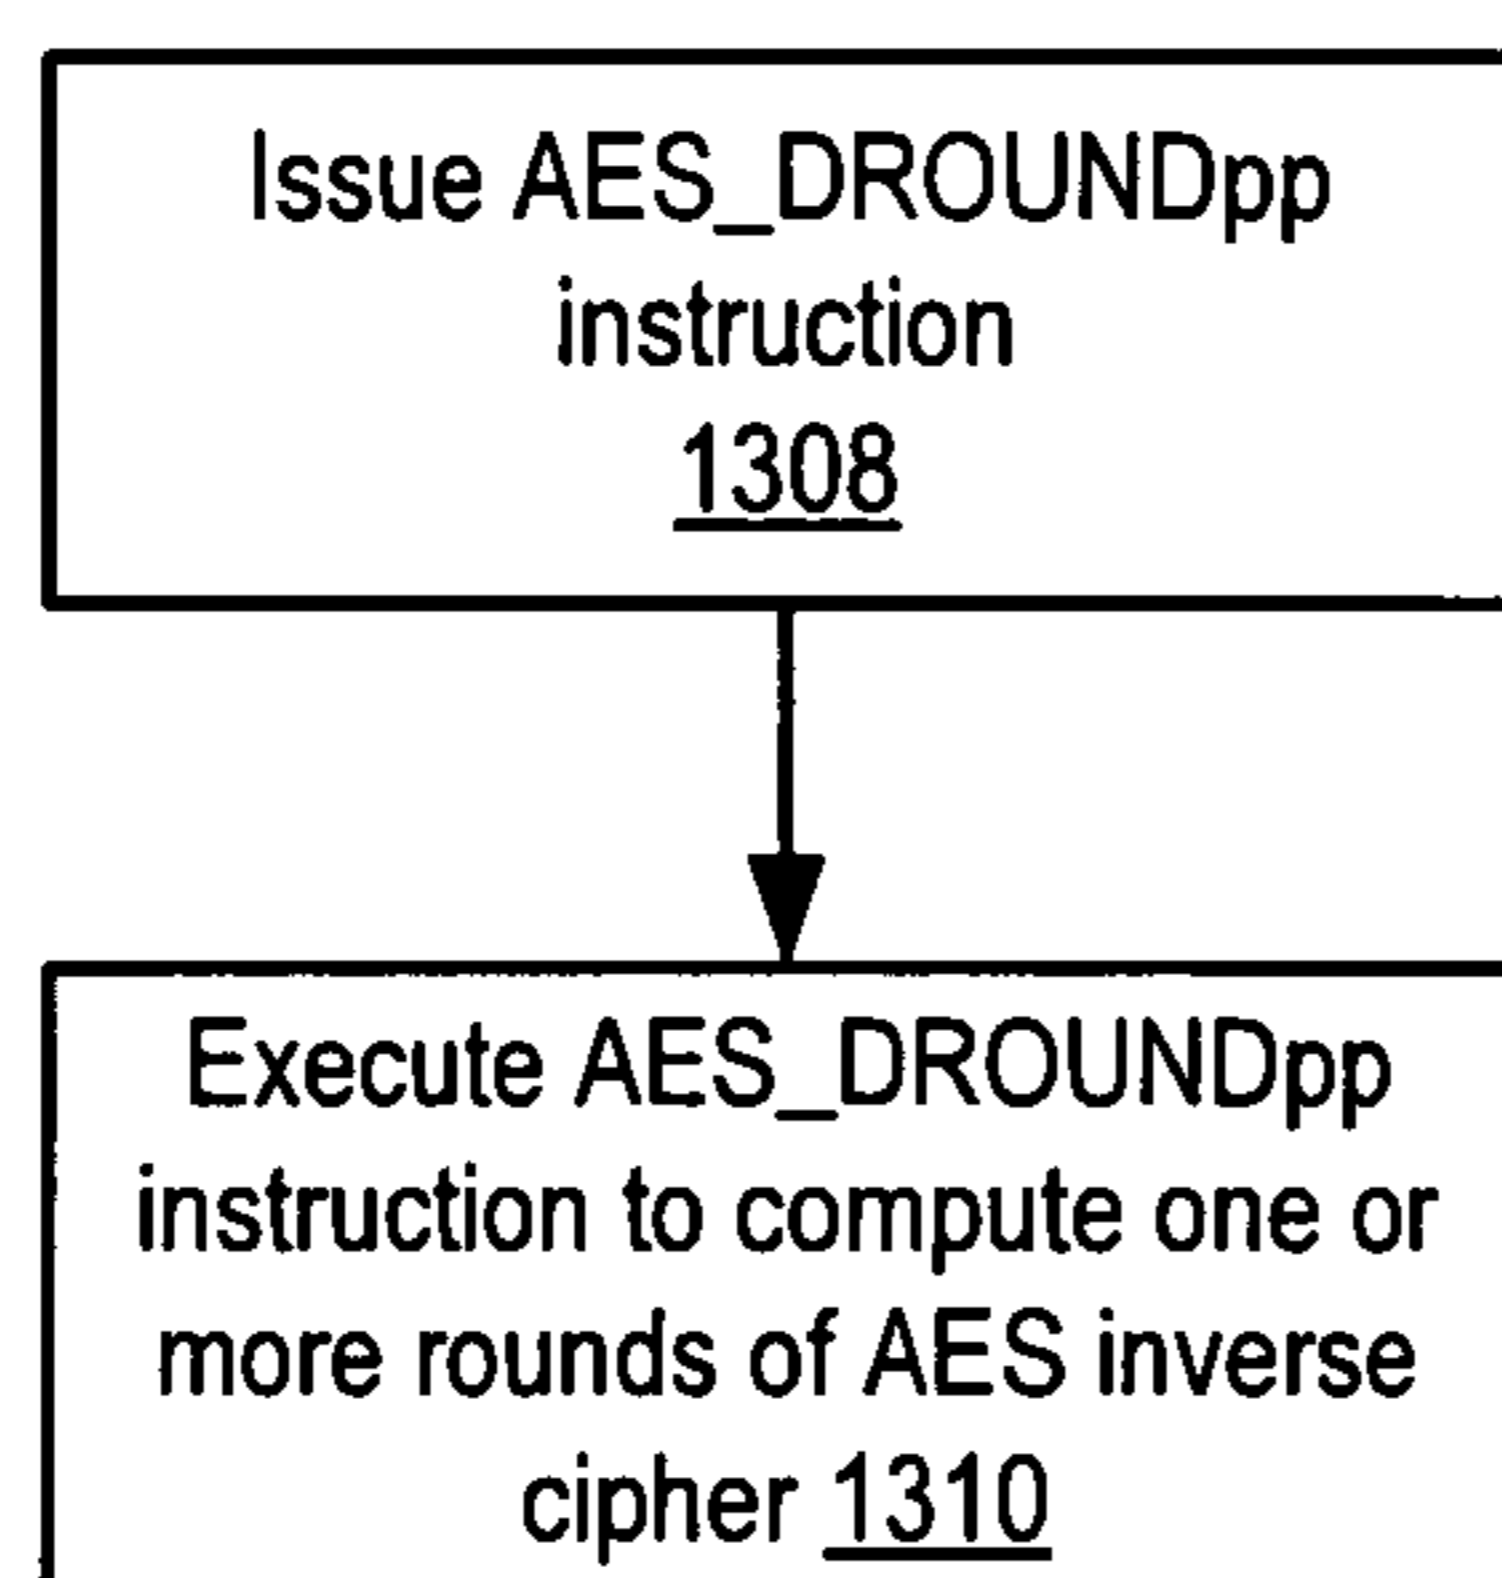 Issue AES_DROUNDpp
instruction
1308
Execute AES_DROUNDpp
instruction to compute one or
more rounds of AES inverse
cipher 1310